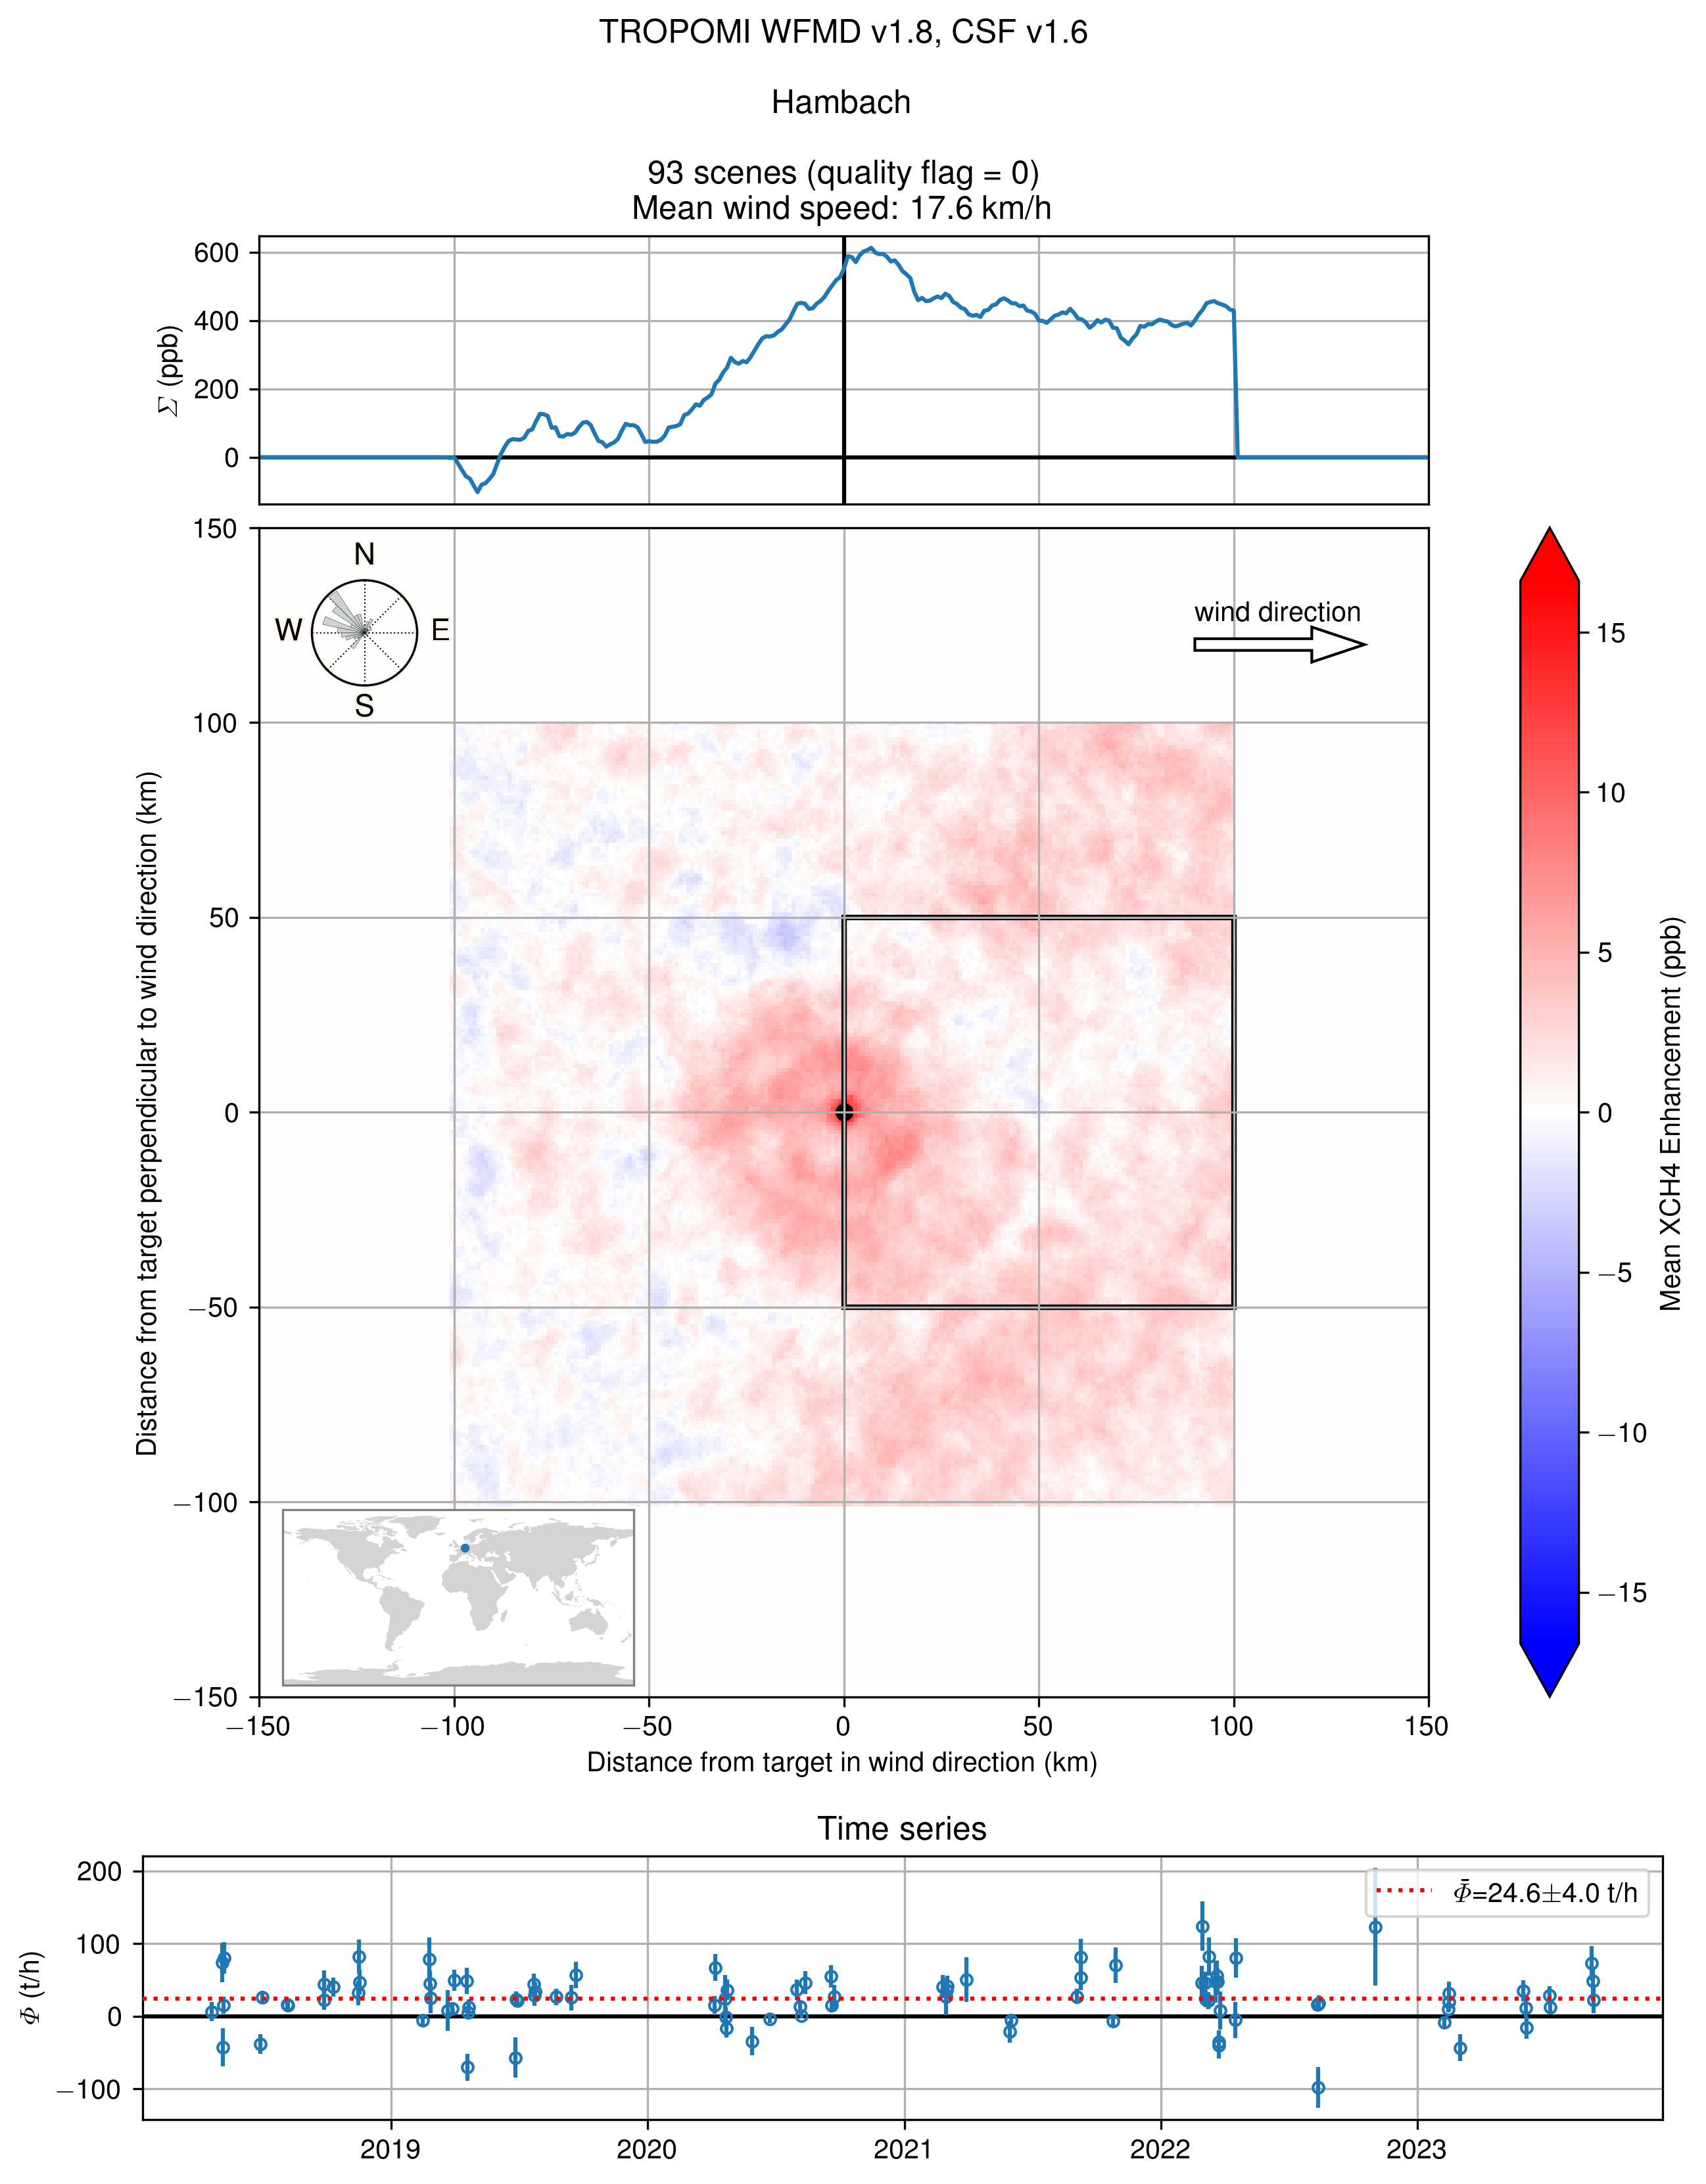 TROPOMI WFMD v1.8, CSF v1.6
Hambach
93 scenes (quality flag = 0)
Mean wind speed: 17.6 km/h
600
400
200
0
Σ (ppb)
150
100
50
0
−50
−100
−150
Distance from target perpendicular to wind direction (km)
N
W
E
S
wind direction
−150
−100
−50
0
50
100
150
Distance from target in wind direction (km)
15
10
5
0
−5
−10
−15
Mean XCH4 Enhancement (ppb)
Time series
200
100
0
−100
Φ (t/h)
Φ̄=24.6±4.0 t/h
2019
2020
2021
2022
2023